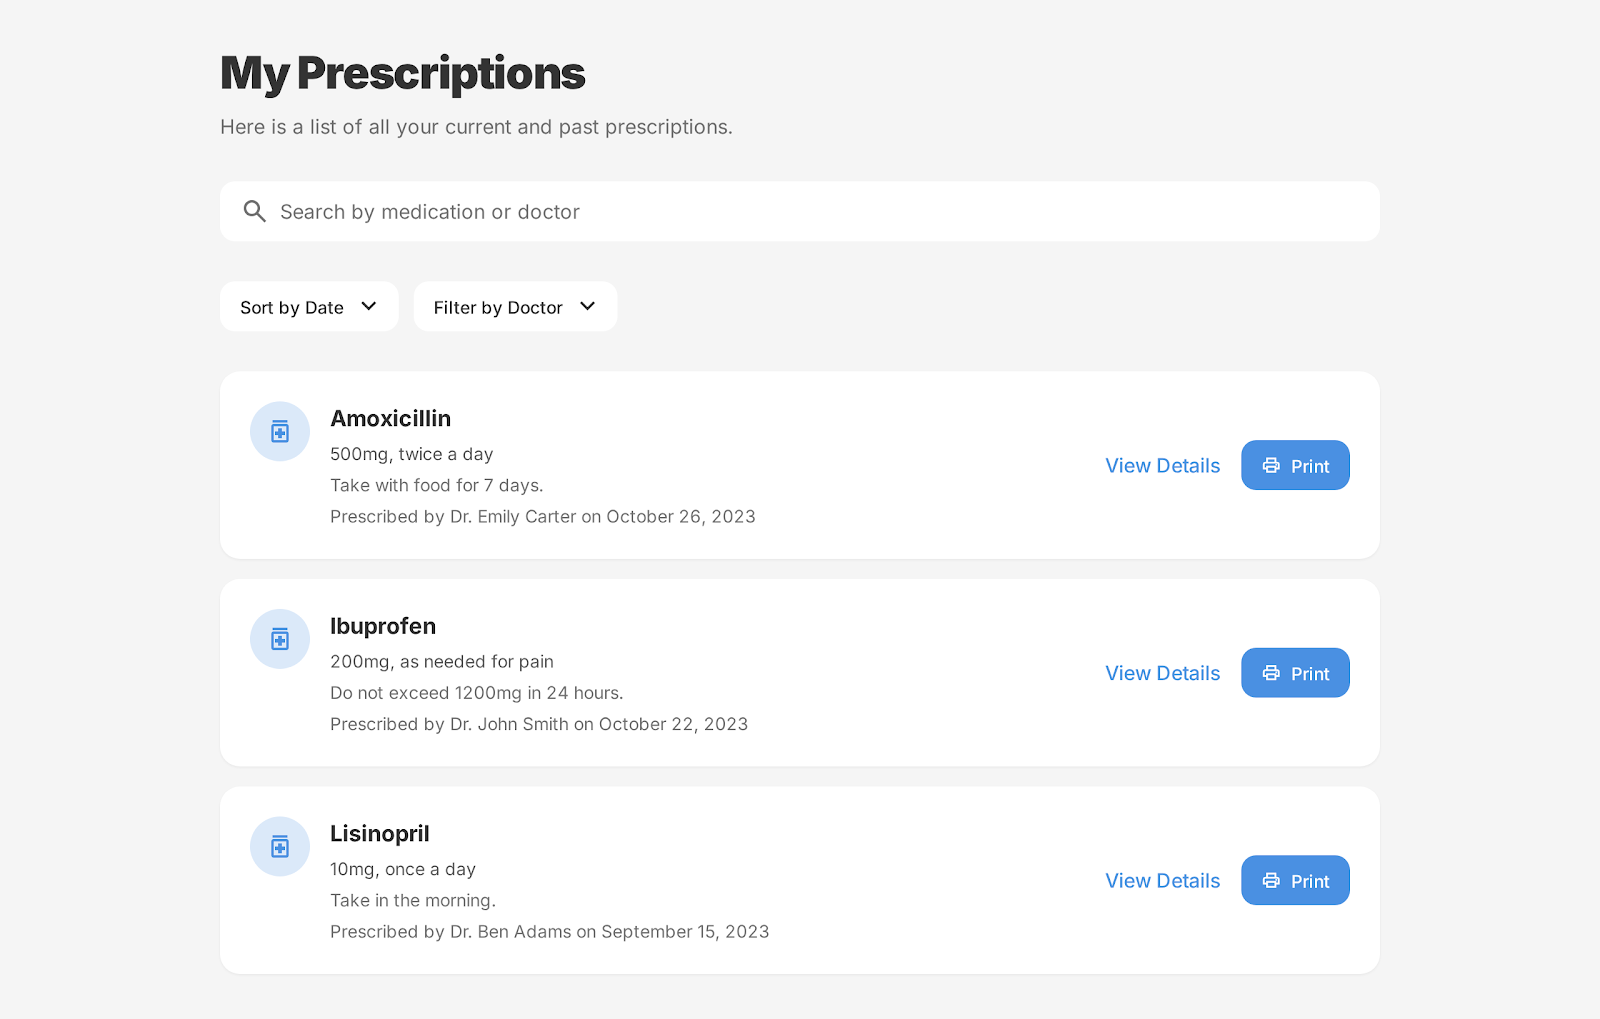 My Prescriptions
Here is a list of all your current and past prescriptions.
Search by medication or doctor
Sort by Date
Filter by Doctor
Amoxicillin
500mg, twice a day
Take with food for 7 days.
Prescribed by Dr. Emily Carter on October 26, 2023
View Details
Print
Ibuprofen
200mg, as needed for pain
Do not exceed 1200mg in 24 hours.
Prescribed by Dr. John Smith on October 22, 2023
View Details
Print
Lisinopril
10mg, once a day
Take in the morning.
Prescribed by Dr. Ben Adams on September 15, 2023
View Details
Print